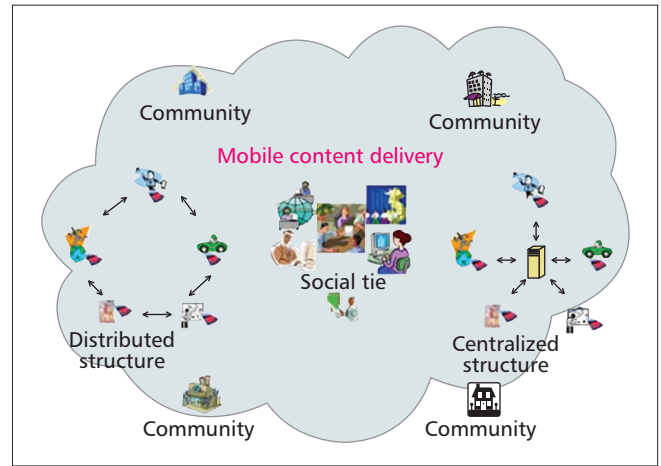 Community
Community
Mobile content delivery
Social tie
Distributed
structure
Centralized
structure
Community
Community